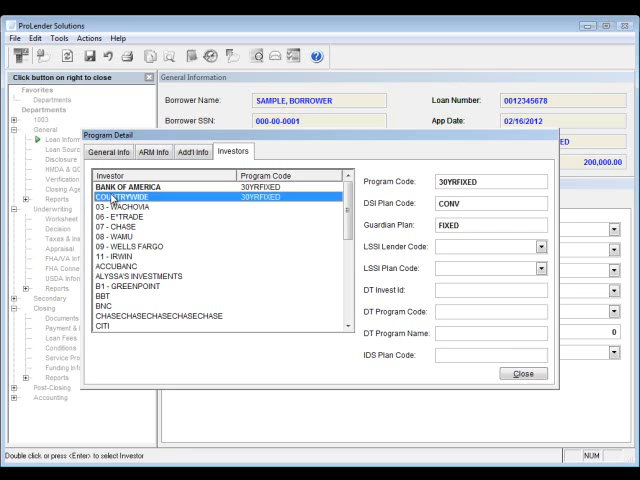 ProLender Solutions
File Edit Tools Actions Help
Click button on right to close
Favorites
Departments
Departments
1003
General
Loan Inform
Loan Sourc
Disclosure
HMDA & QC
Verification
Closing Age
Reports
Underwriting
Worksheet
Decision
Taxes & Ins
Appraisal
FHA/VA Inf
FHA Conne
USDA Infor
Reports
Secondary
Closing
Documents
Payment &
Loan Fees
Conditions
Service Pro
Funding Inf
Reports
Post-Closing
Accounting
General Information
Borrower Name: SAMPLE, BORROWER Loan Number: 0012345678
Borrower SSN: 000-00-0001 App Date: 02/16/2012
ED
200,000.00
0
Program Detail
General Info ARM Info Add'l Info Investors
Investor Program Code
BANK OF AMERICA 30YRFIXED
COUNTRYWIDE 30YRFIXED
03 - WACHOVIA
06 - E*TRADE
07 - CHASE
08 - WAMU
09 - WELLS FARGO
11 - IRWIN
ACCUBANC
ALYSSA'S INVESTMENTS
B1 - GREENPOINT
BBT
BNC
CHASECHASECHASECHASECHASE
CITI
Program Code: 30YRFIXED
DSI Plan Code: CONV
Guardian Plan: FIXED
LSSI Lender Code:
LSSI Plan Code:
DT Invest Id:
DT Program Code:
DT Program Name:
IDS Plan Code:
Close
Double click or press <Enter> to select Investor
NUM